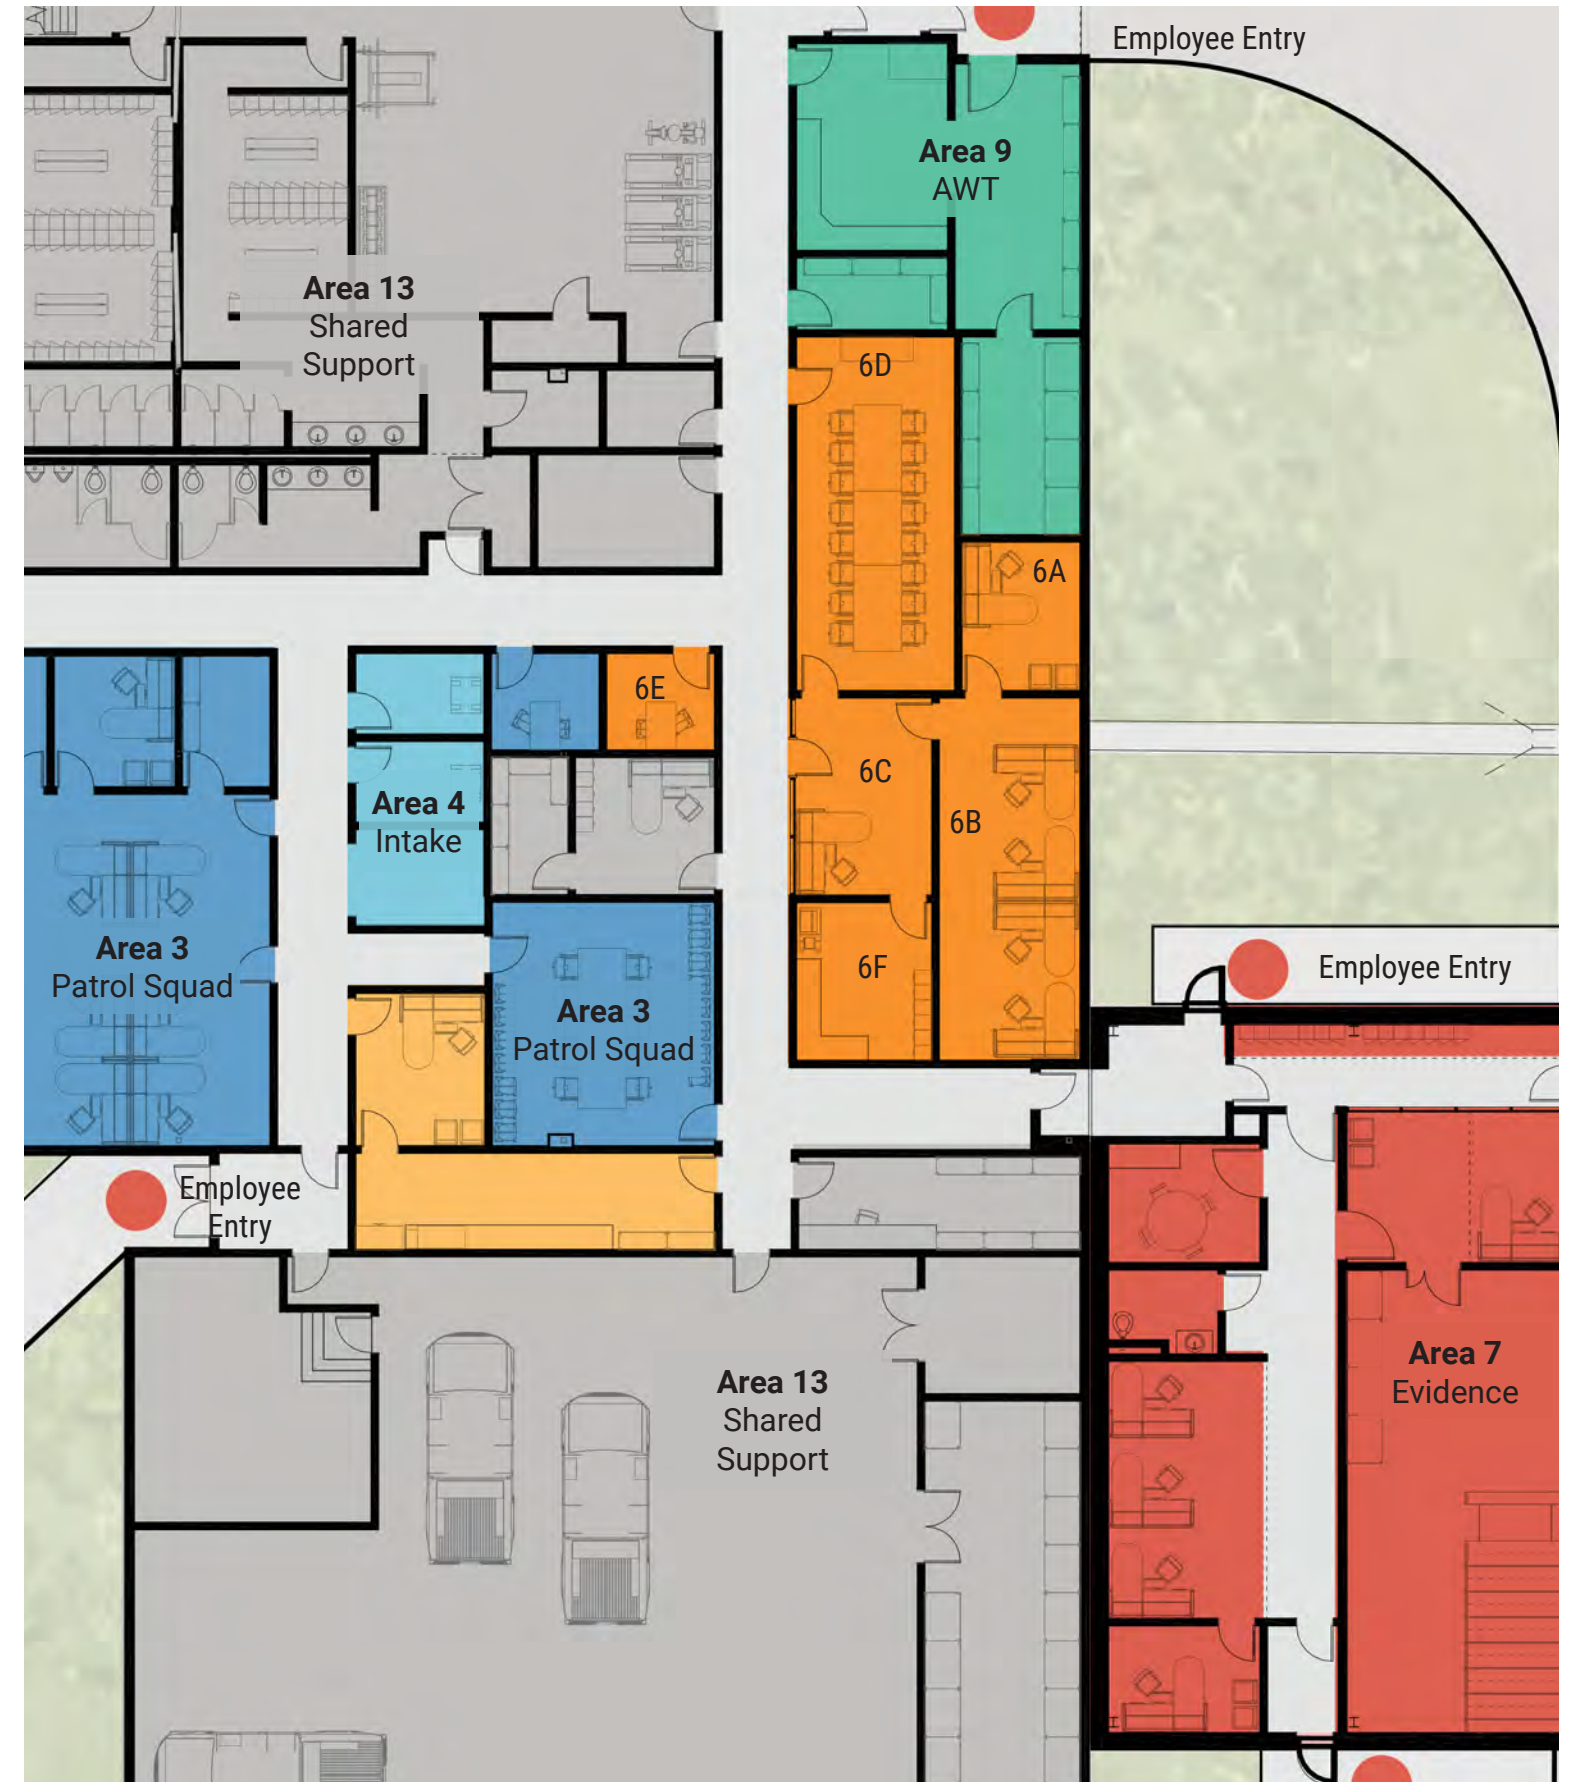 Employee Entry
Area 9
AWT
Area 13
Shared
Support
6D
6A
6E
6C
Area 4
Intake
6B
Area 3
Patrol Squad
6F
Employee Entry
Area 3
Patrol Squad
Employee
Entry
Area 7
Evidence
Area 13
Shared
Support